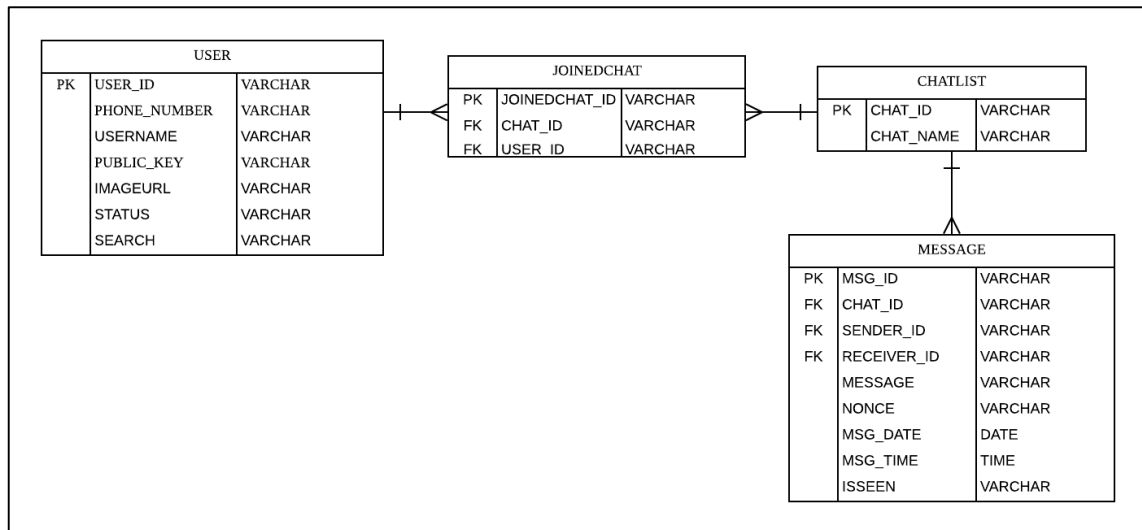 USER
PK USER_ID VARCHAR
PHONE_NUMBER VARCHAR
USERNAME VARCHAR
PUBLIC_KEY VARCHAR
IMAGEURL VARCHAR
STATUS VARCHAR
SEARCH VARCHAR
JOINEDCHAT
PK JOINEDCHAT_ID VARCHAR
FK CHAT_ID VARCHAR
FK USER_ID VARCHAR
CHATLIST
PK CHAT_ID VARCHAR
CHAT_NAME VARCHAR
MESSAGE
PK MSG_ID VARCHAR
FK CHAT_ID VARCHAR
FK SENDER_ID VARCHAR
FK RECEIVER_ID VARCHAR
MESSAGE VARCHAR
NONCE VARCHAR
MSG_DATE DATE
MSG_TIME TIME
ISSEEN VARCHAR